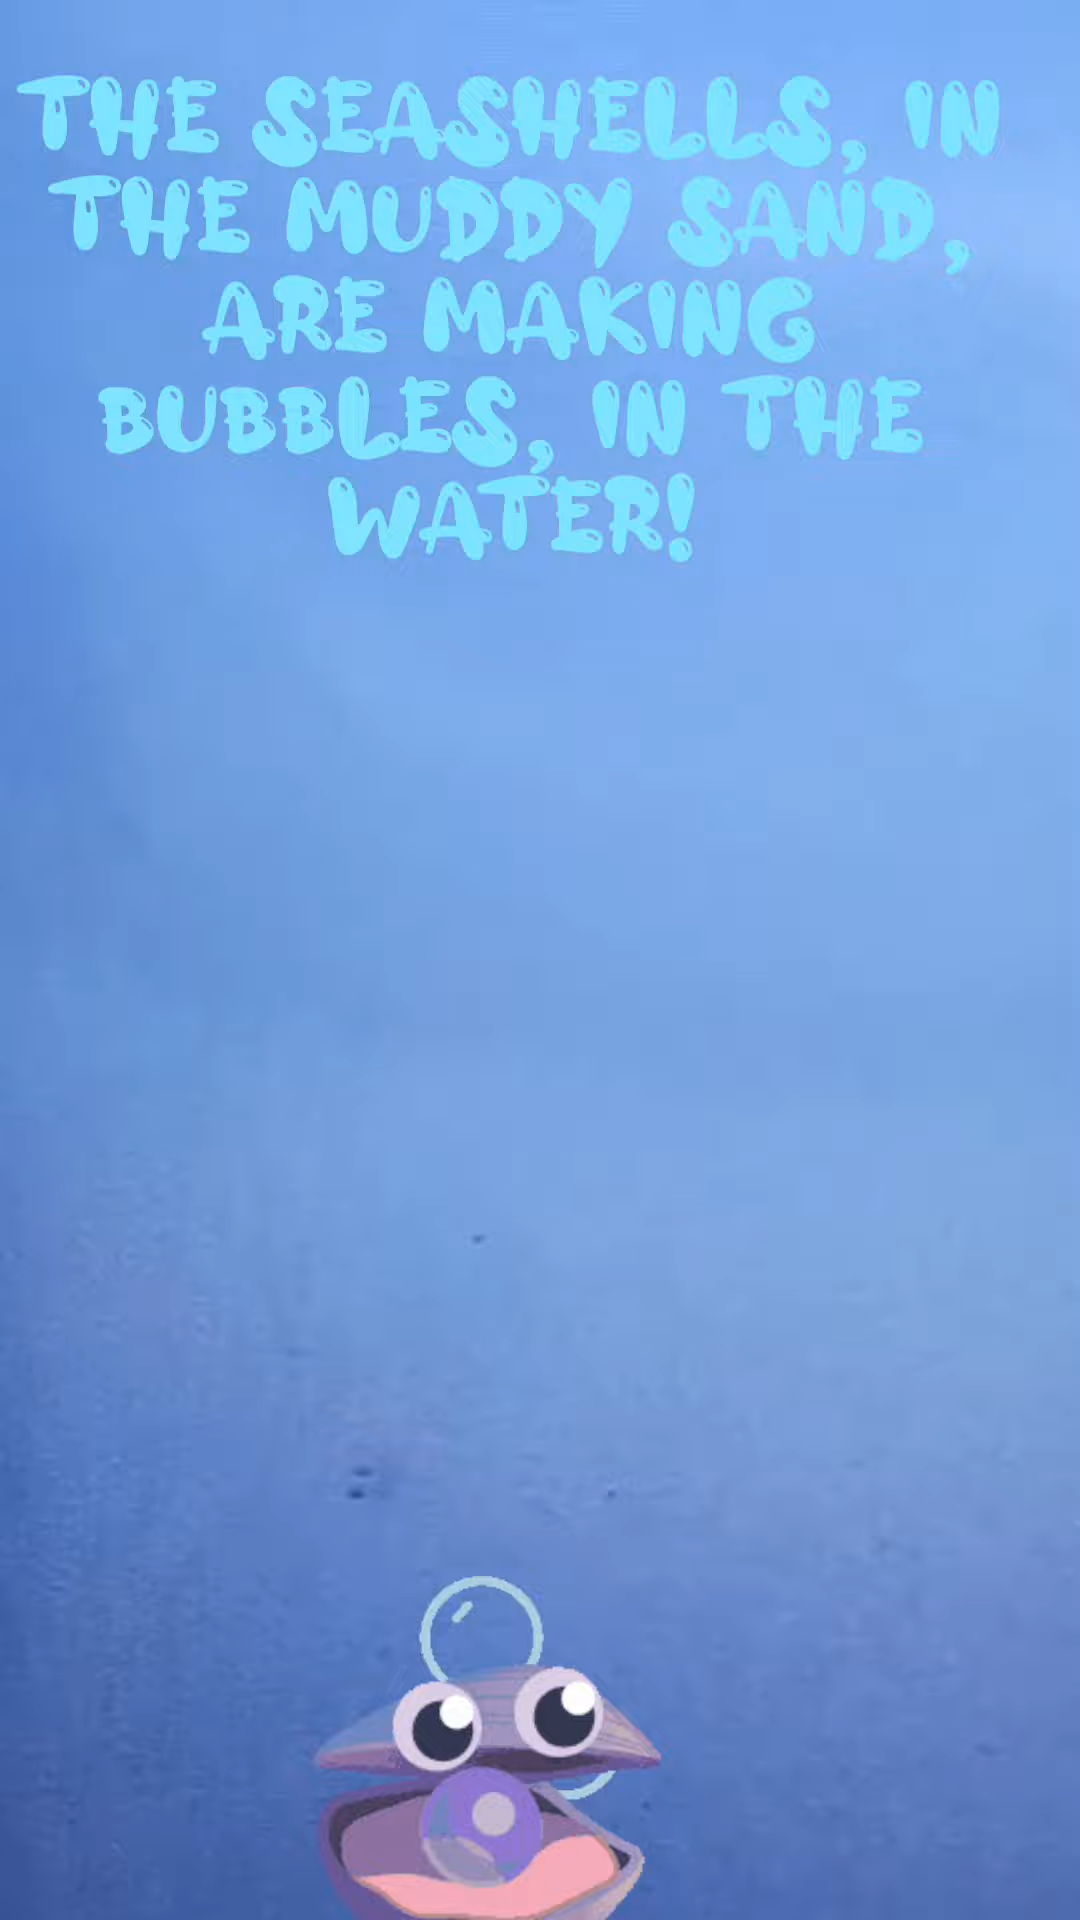 THE SEASHELLS, IN
THE MUDDY SAND,
ARE MAKING
BUBBLES, IN THE
WATER!